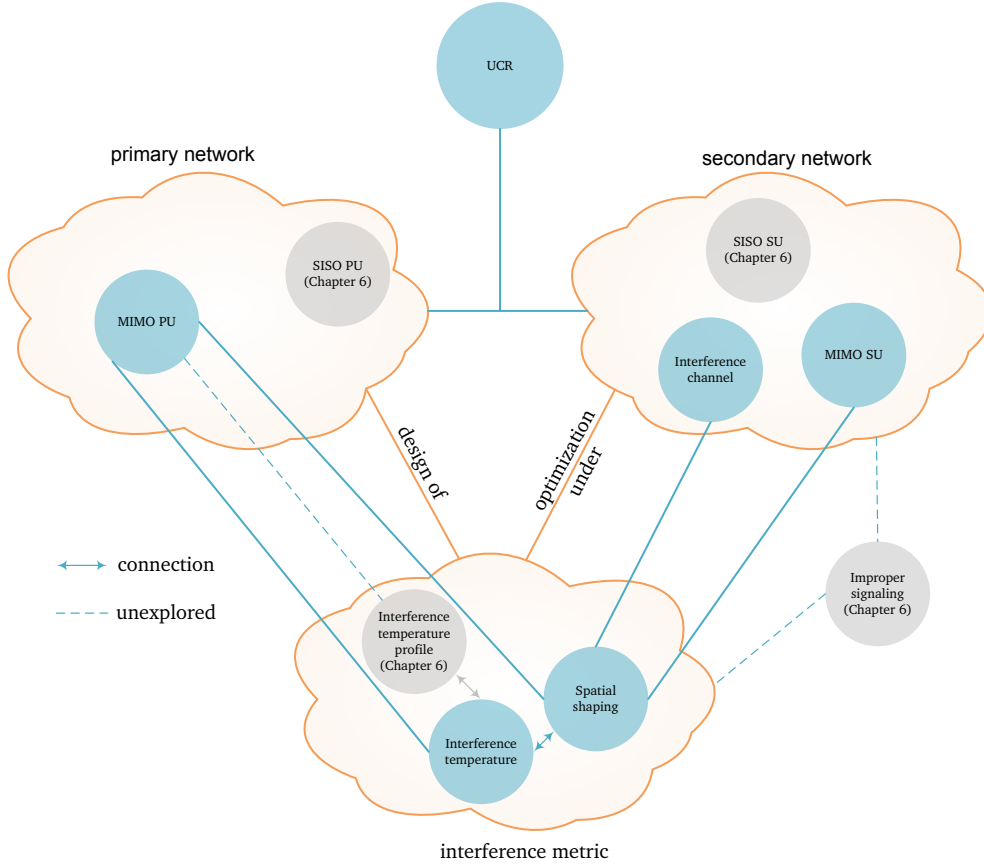 UCR
primary network
secondary network
SISO PU
(Chapter 6)
SISO SU
(Chapter 6)
MIMO PU
Interference
channel
MIMO SU
design of
optimization
under
connection
unexplored
Improper
signaling
(Chapter 6)
Interference
temperature
profile
(Chapter 6)
Spatial
shaping
Interference
temperature
interference metric